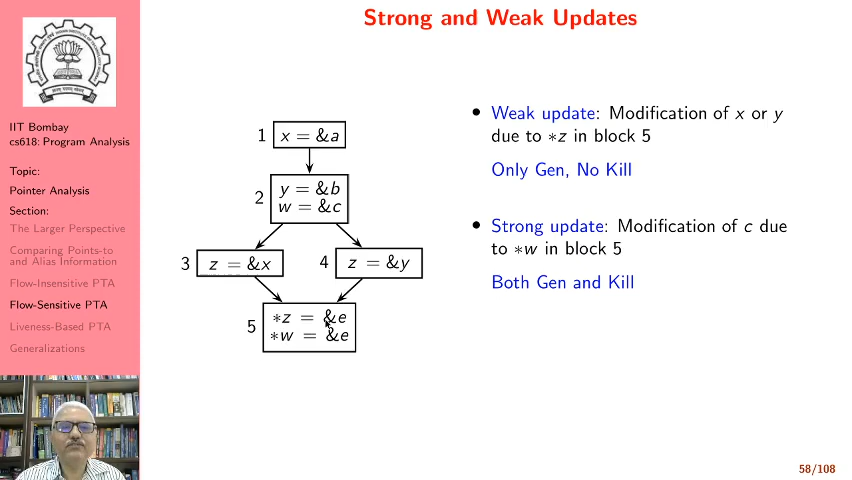 Strong and Weak Updates
IIT Bombay
cs618: Program Analysis
Topic:
Pointer Analysis
Section:
The Larger Perspective
Comparing Points-to
and Alias Information
Flow-Insensitive PTA
Flow-Sensitive PTA
Liveness-Based PTA
Generalizations
1
x = &a
2
y = &b
w = &c
3
z = &x
4
z = &y
5
∗z = &e
∗w = &e
• Weak update: Modification of x or y
due to ∗z in block 5
Only Gen, No Kill
• Strong update: Modification of c due
to ∗w in block 5
Both Gen and Kill
58/108